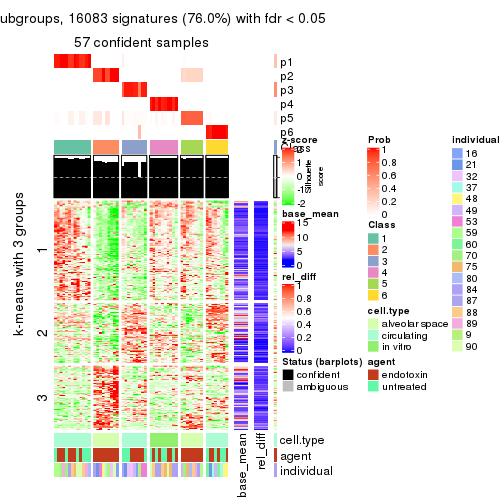 ubgroups, 16083 signatures (76.0%) with fdr < 0.05
57 confident samples
p1
p2
p3
p4
p5
p6
Class
k-means with 3 groups
1
2
3
base_mean
rel_diff
cell.type
agent
individual
z-score
2
1
0
-1
-2
Silhouette
score
base_mean
15
10
5
0
rel_diff
1
0.8
0.6
0.4
0.2
0
Status (barplots)
confident
ambiguous
Prob
1
0.8
0.6
0.4
0.2
0
Class
1
2
3
4
5
6
cell.type
alveolar space
circulating
in vitro
agent
endotoxin
untreated
individual
16
21
32
37
48
49
53
59
60
70
75
80
84
87
88
89
9
90